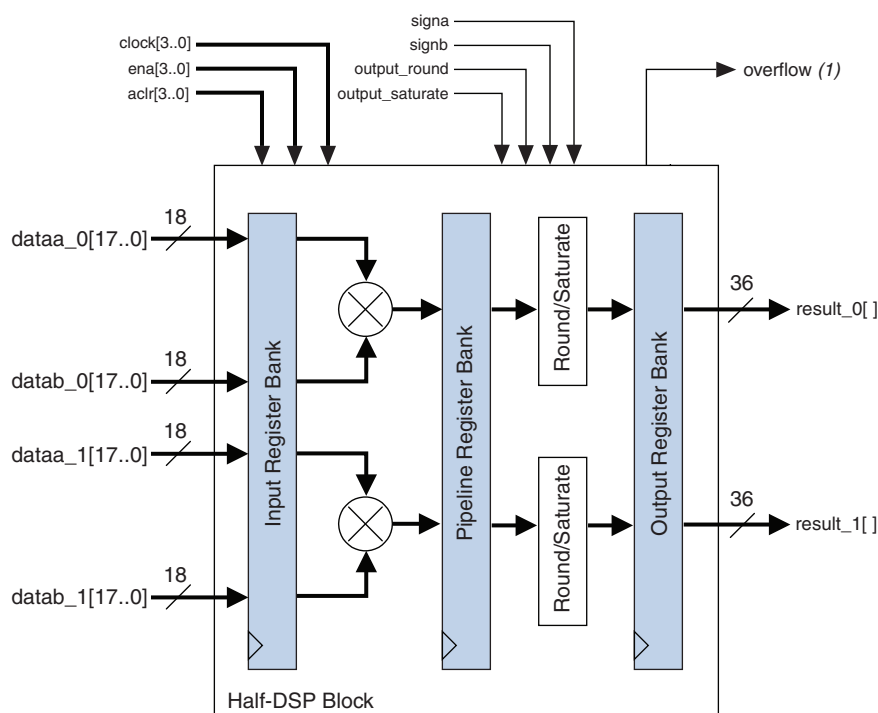 signa
clock[3..0]
signb
ena[3..0]
output_round
overflow (1)
aclr[3..0]
output_saturate
18
dataa_0[17..0]
36
result_0[ ]
18
datab_0[17..0]
18
dataa_1[17..0]
36
result_1[ ]
18
datab_1[17..0]
Input Register Bank
Pipeline Register Bank
Round/Saturate
Round/Saturate
Output Register Bank
Half-DSP Block